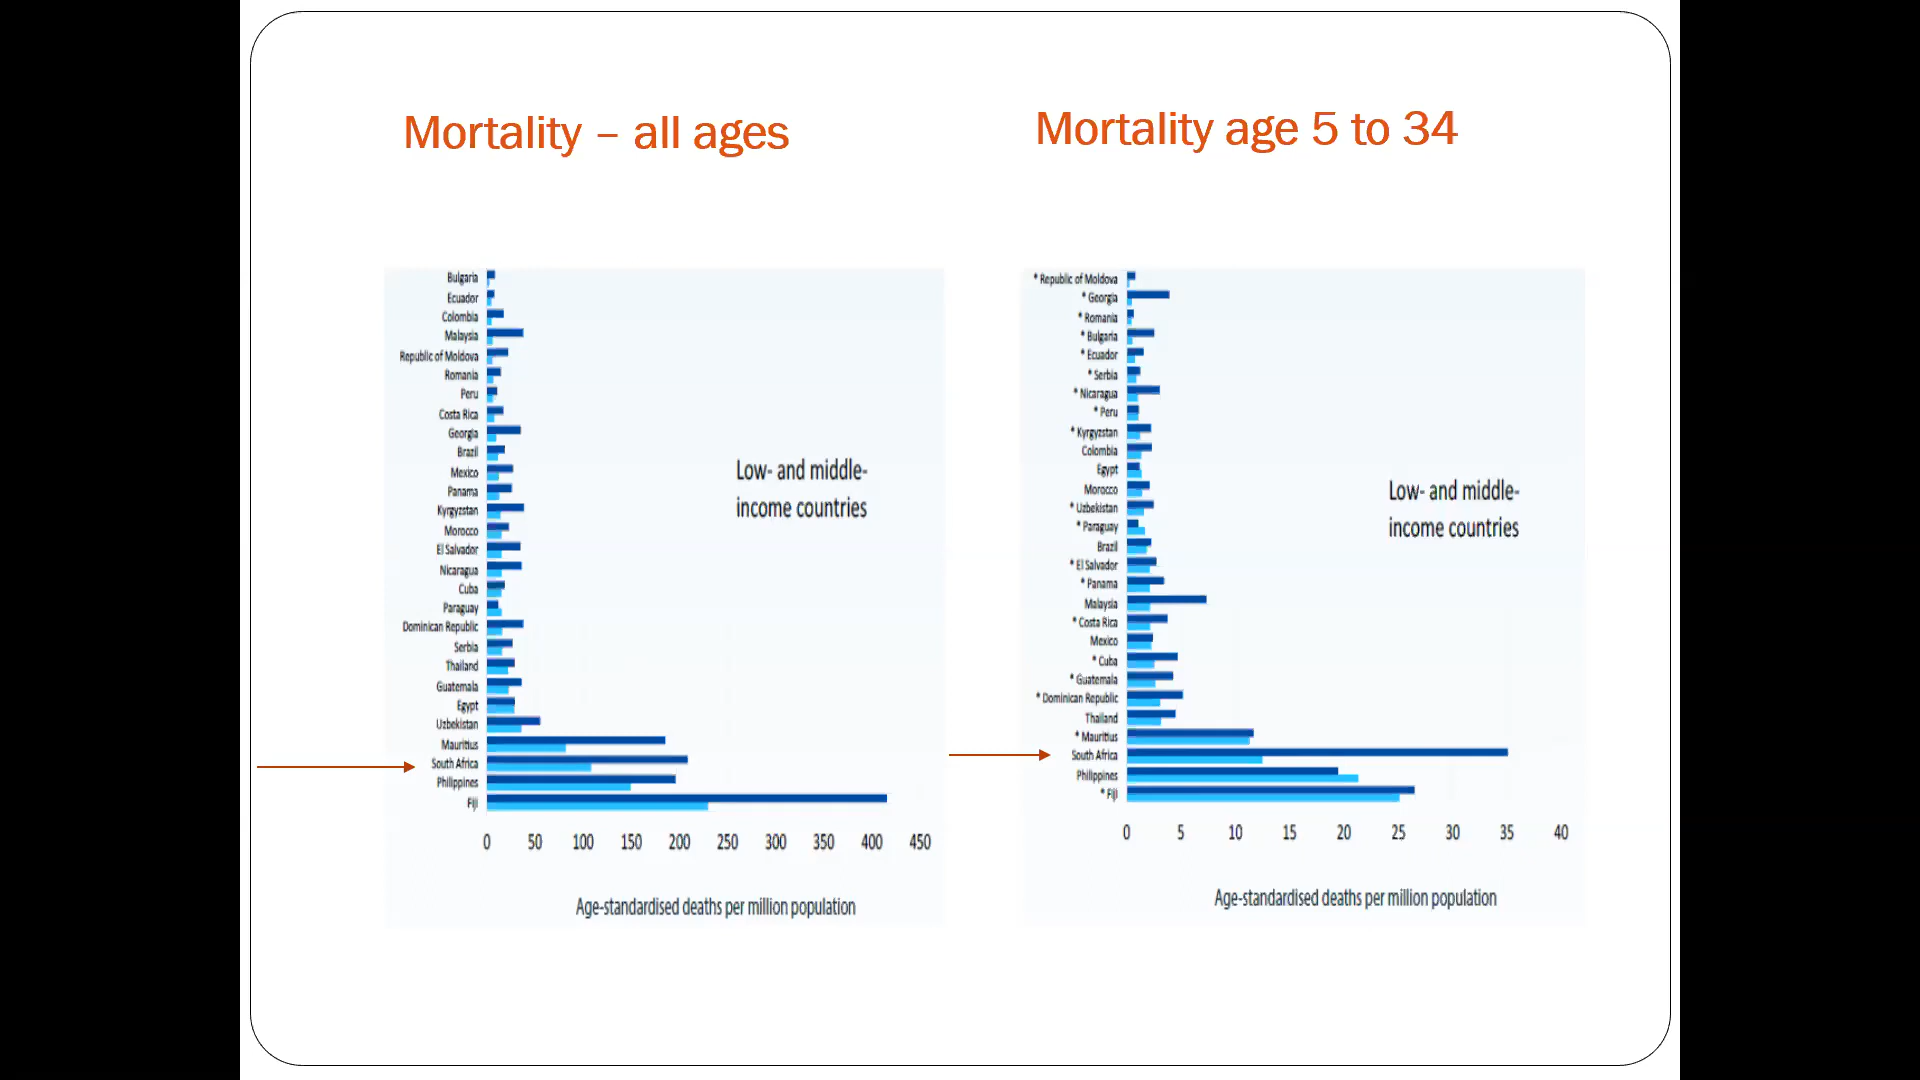 Mortality – all ages
Mortality age 5 to 34
Bulgaria
Ecuador
Colombia
Malaysia
Republic of Moldova
Romania
Peru
Costa Rica
Georgia
Brazil
Mexico
Panama
Kyrgyzstan
Morocco
El Salvador
Nicaragua
Cuba
Paraguay
Dominican Republic
Serbia
Thailand
Guatemala
Egypt
Uzbekistan
Mauritius
South Africa
Philippines
Fiji
Low- and middle-
income countries
0 50 100 150 200 250 300 350 400 450
Age-standardised deaths per million population
* Republic of Moldova
* Georgia
* Romania
* Bulgaria
* Ecuador
* Serbia
* Nicaragua
* Peru
* Kyrgyzstan
Colombia
Egypt
Morocco
* Uzbekistan
* Paraguay
Brazil
* El Salvador
* Panama
Malaysia
* Costa Rica
Mexico
* Cuba
* Guatemala
* Dominican Republic
Thailand
* Mauritius
South Africa
Philippines
* Fiji
Low- and middle-
income countries
0 5 10 15 20 25 30 35 40
Age-standardised deaths per million population